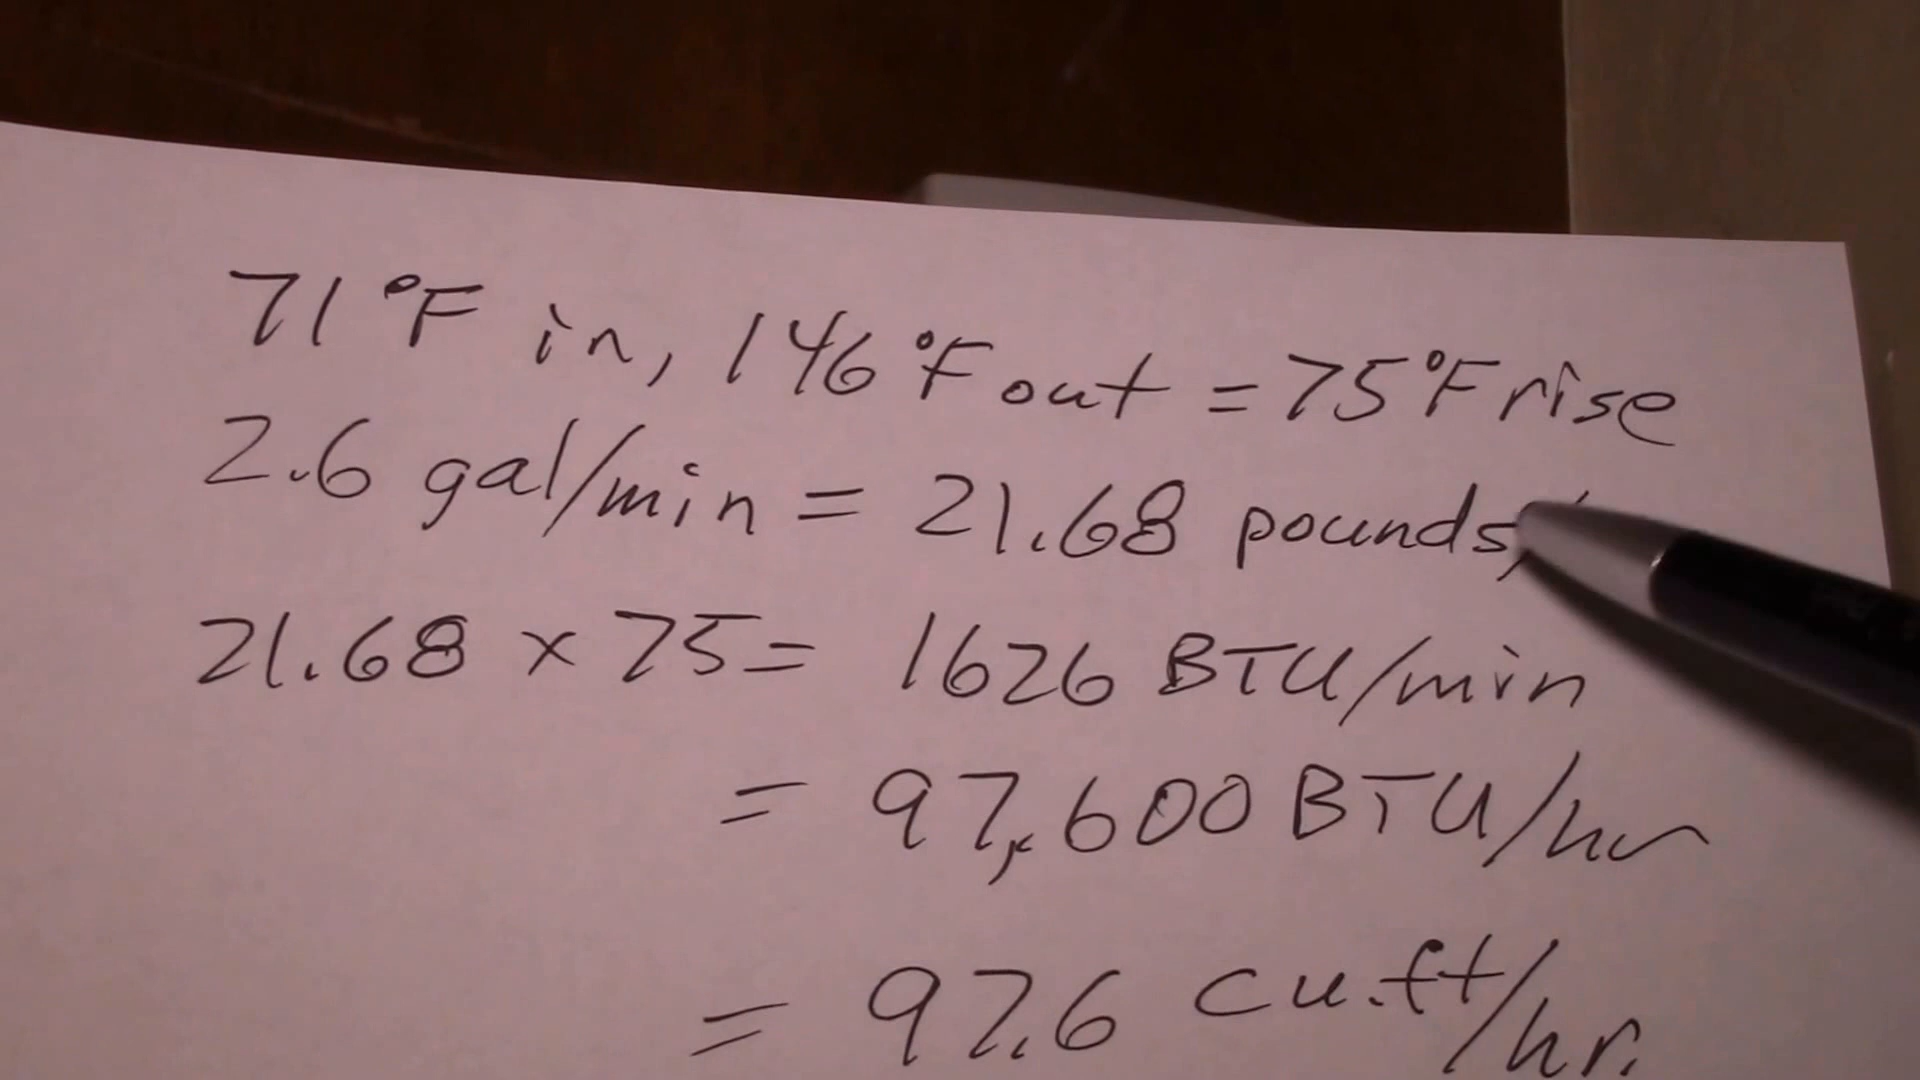 71°F in, 146°F out = 75°F rise
2.6 gal/min = 21.68 pounds/
21.68 x 75 = 1626 BTU/min
= 97,600 BTU/hr
= 97.6 cu.ft/hr.